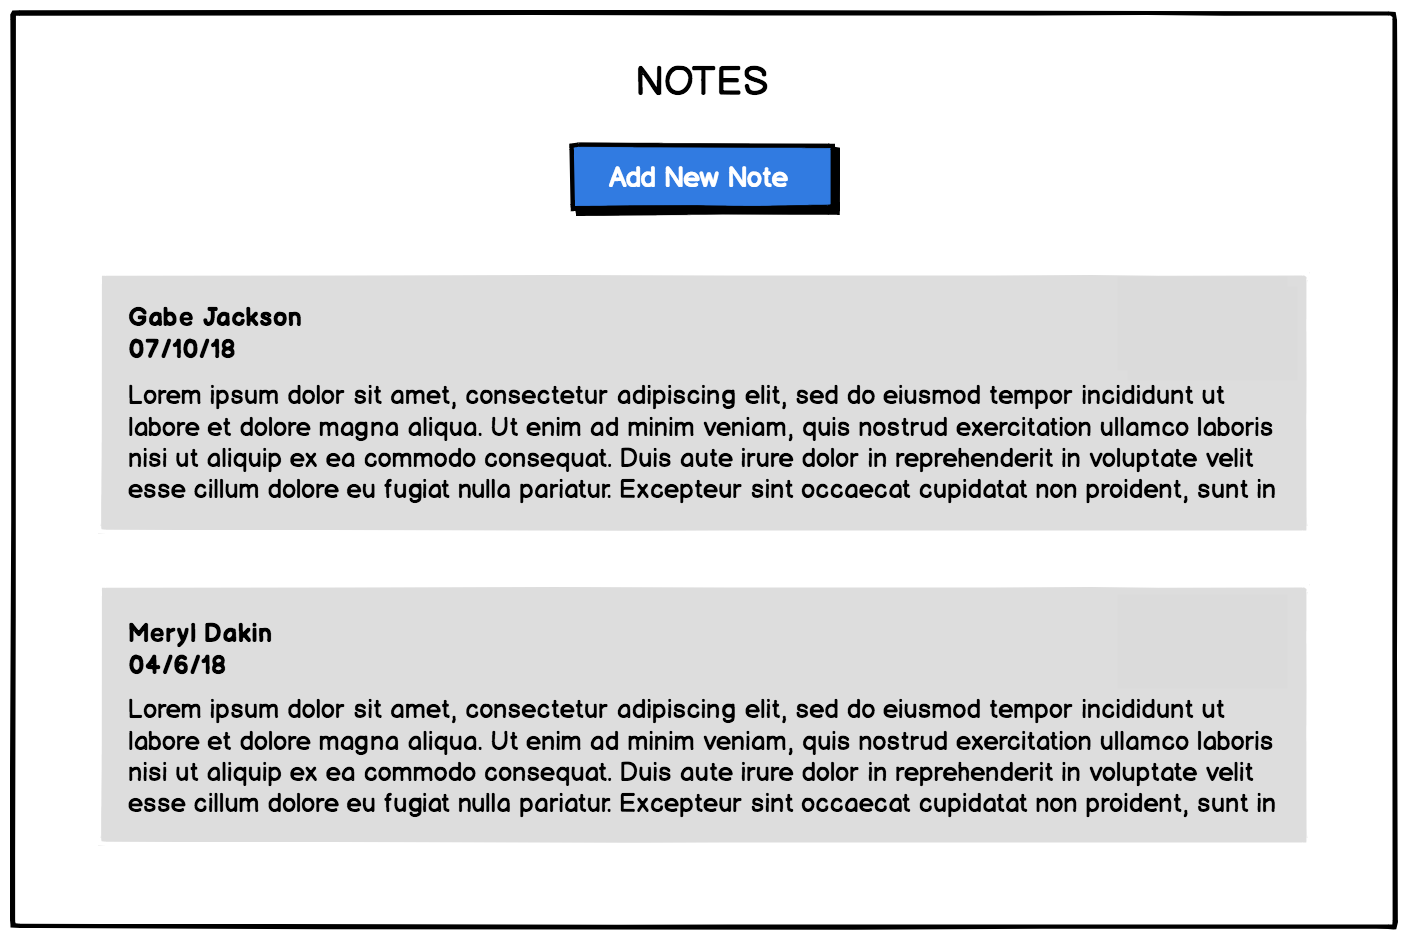 NOTES
Add New Note
Gabe Jackson
07/10/18
Lorem ipsum dolor sit amet, consectetur adipiscing elit, sed do eiusmod tempor incididunt ut
labore et dolore magna aliqua. Ut enim ad minim veniam, quis nostrud exercitation ullamco laboris
nisi ut aliquip ex ea commodo consequat. Duis aute irure dolor in reprehenderit in voluptate velit
esse cillum dolore eu fugiat nulla pariatur. Excepteur sint occaecat cupidatat non proident, sunt in
Meryl Dakin
04/6/18
Lorem ipsum dolor sit amet, consectetur adipiscing elit, sed do eiusmod tempor incididunt ut
labore et dolore magna aliqua. Ut enim ad minim veniam, quis nostrud exercitation ullamco laboris
nisi ut aliquip ex ea commodo consequat. Duis aute irure dolor in reprehenderit in voluptate velit
esse cillum dolore eu fugiat nulla pariatur. Excepteur sint occaecat cupidatat non proident, sunt in